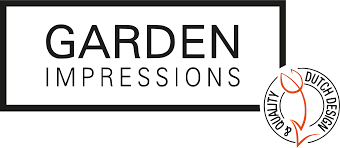 GARDEN
IMPRESSIONS
DUTCH DESIGN
& QUALITY